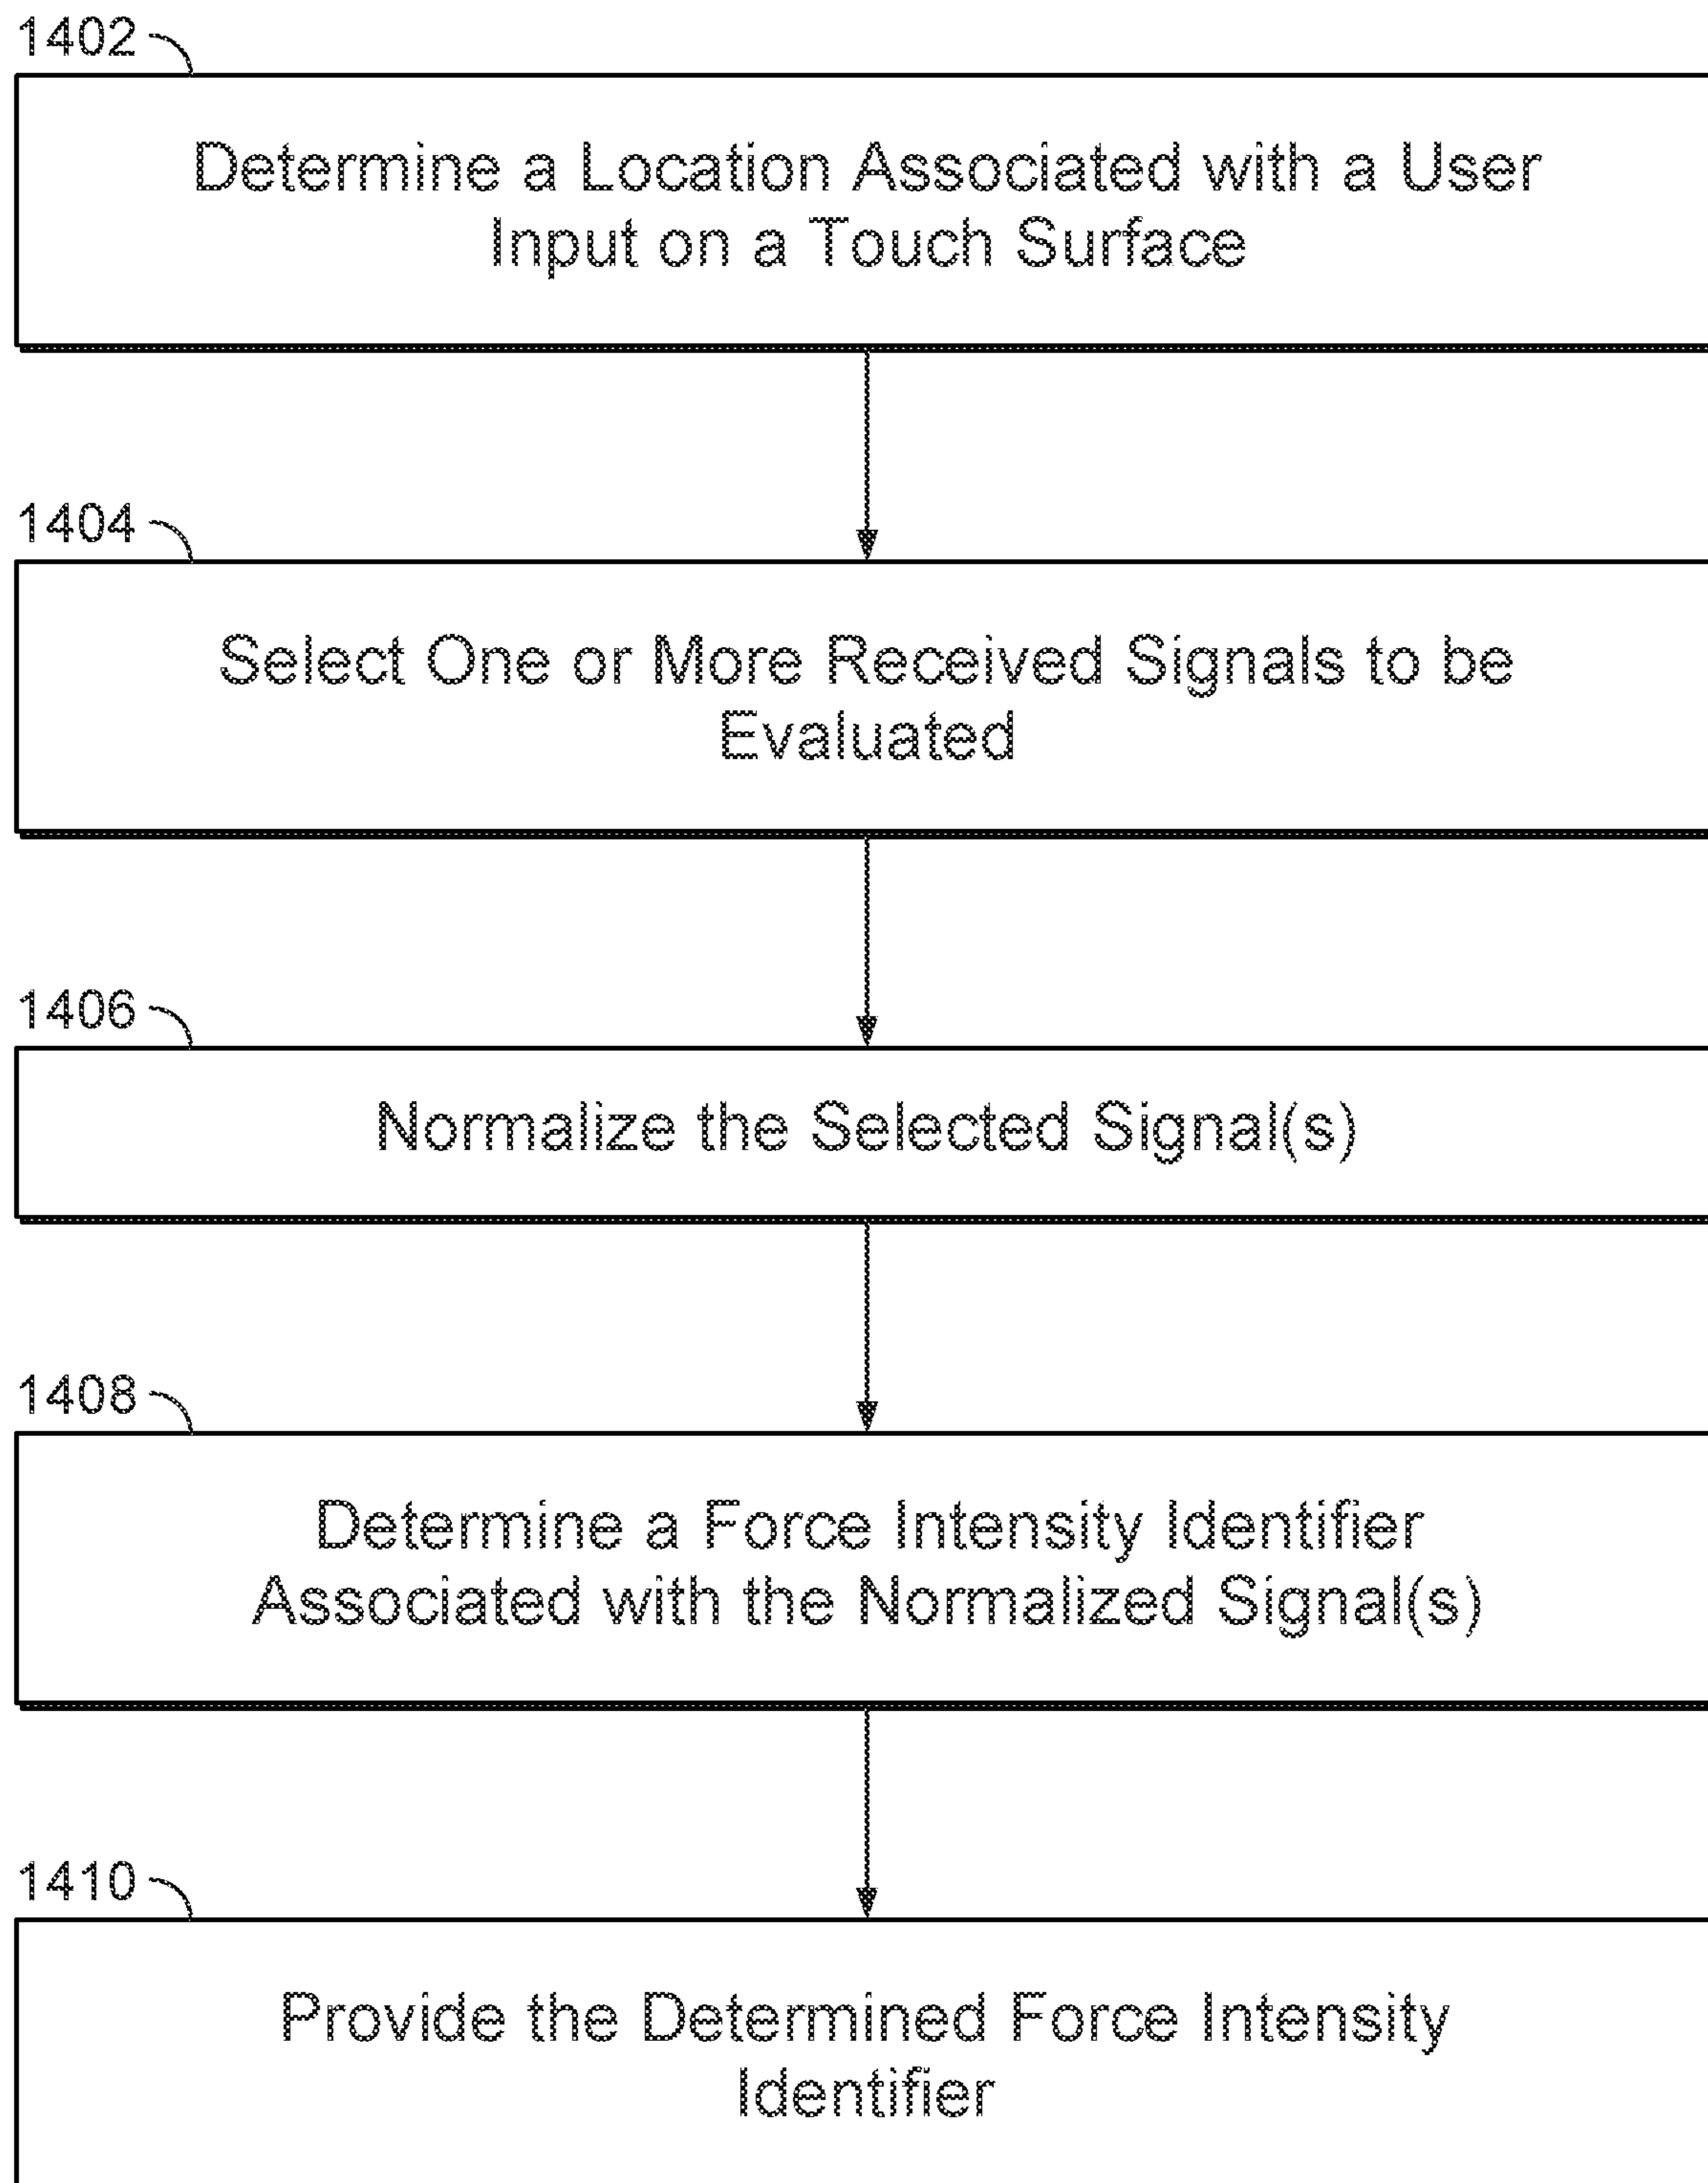 1402
Determine a Location Associated with a User
Input on a Touch Surface
1404
Select One or More Received Signals to be
Evaluated
1406
Normalize the Selected Signal(s)
1408
Determine a Force Intensity Identifier
Associated with the Normalized Signal(s)
1410
Provide the Determined Force Intensity
Identifier